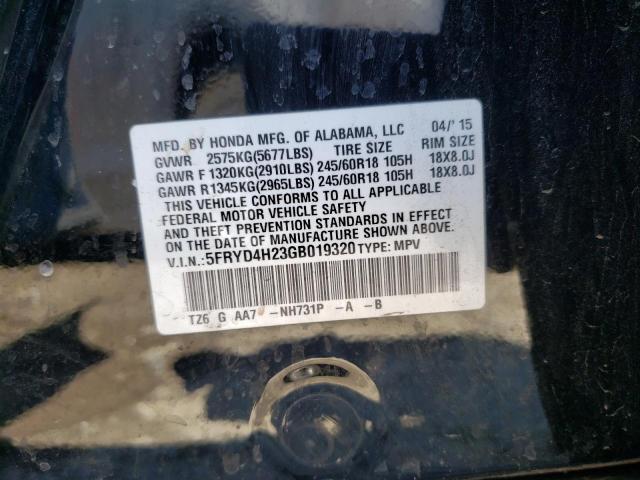 MFD. BY HONDA MFG. OF ALABAMA, LLC 04/'15
GVWR 2575KG(5677LBS) TIRE SIZE RIM SIZE
GAWR F 1320KG(2910LBS) 245/60R18 105H 18X8.0J
GAWR R1345KG(2965LBS) 245/60R18 105H 18X8.0J
THIS VEHICLE CONFORMS TO ALL APPLICABLE
FEDERAL MOTOR VEHICLE SAFETY
AND THEFT PREVENTION STANDARDS IN EFFECT
ON THE DATE OF MANUFACTURE SHOWN ABOVE.
V.I.N.:5FRYD4H23GB019320 TYPE: MPV
TZ6 G AA7 -NH731P -A -B